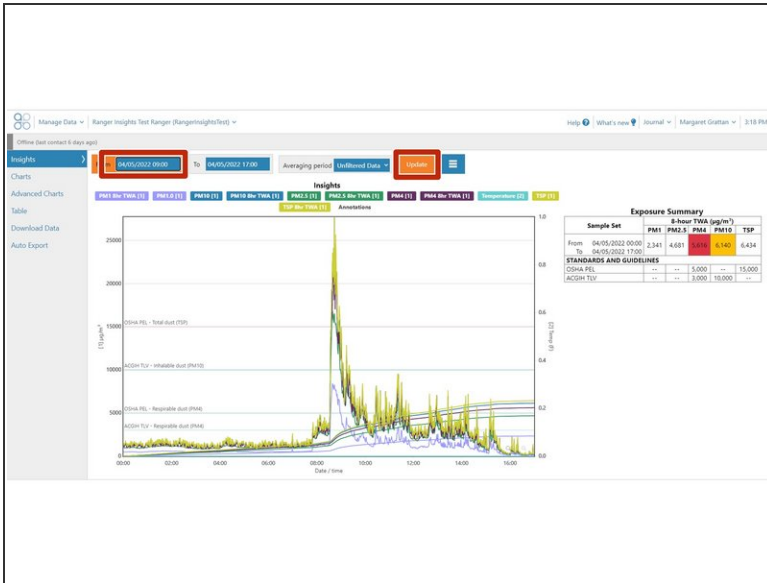 Manage Data Ranger Insights Test Ranger (RangerInsightsTest) Help What's new Journal Margaret Grattan 3:18 PM
Offline (last contact 6 days ago)
Insights 04/05/2022 09:00 To 04/05/2022 17:00 Averaging period Unfiltered Data Update
Charts
Advanced Charts
Table
Download Data
Auto Export
Insights
PM1 8hr TWA [1] PM1.0 [1] PM10 [1] PM10 8hr TWA [1] PM2.5 [1] PM2.5 8hr TWA [1] PM4 [1] PM4 8hr TWA [1] Temperature [2] TSP [1]
TSP 8hr TWA [1] Annotations
25000
20000
15000
10000
5000
0
[1] µg/m³
OSHA PEL - Total dust (TSP)
ACGIH TLV - Inhalable dust (PM10)
OSHA PEL - Respirable dust (PM4)
ACGIH TLV - Respirable dust (PM4)
1.0
0.8
0.6
0.4
0.2
0.0
[2] Temp (F)
00:00 02:00 04:00 06:00 08:00 10:00 12:00 14:00 16:00
Date / time
Exposure Summary
Sample Set 8-hour TWA (µg/m³)
PM1 PM2.5 PM4 PM10 TSP
From 04/05/2022 00:00 2,341 4,681 5,616 6,140 6,434
To 04/05/2022 17:00
STANDARDS AND GUIDELINES
OSHA PEL -- -- 5,000 -- 15,000
ACGIH TLV -- -- 3,000 10,000 --